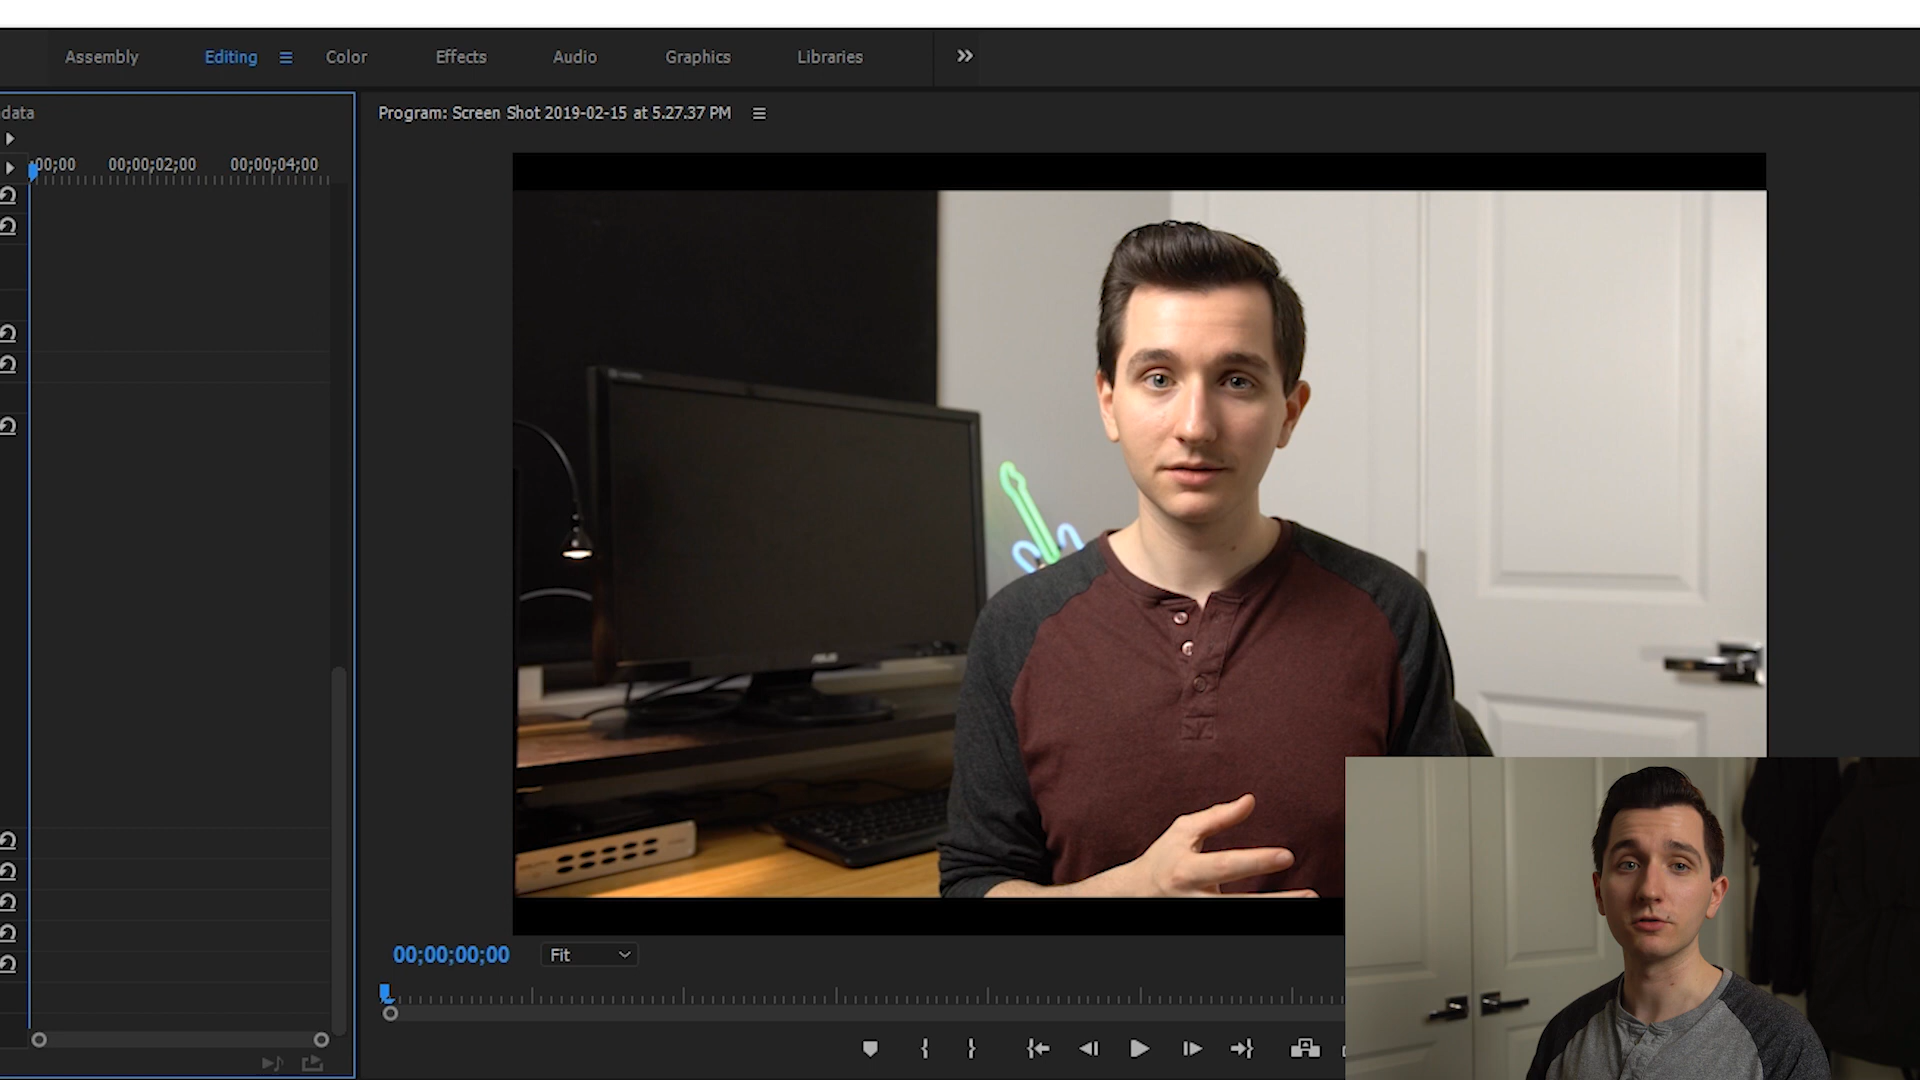 Assembly Editing Color Effects Audio Graphics Libraries
data
Program: Screen Shot 2019-02-15 at 5.27.37 PM
:00;00 00;00;02;00 00;00;04;00
ASUS
00;00;00;00 Fit